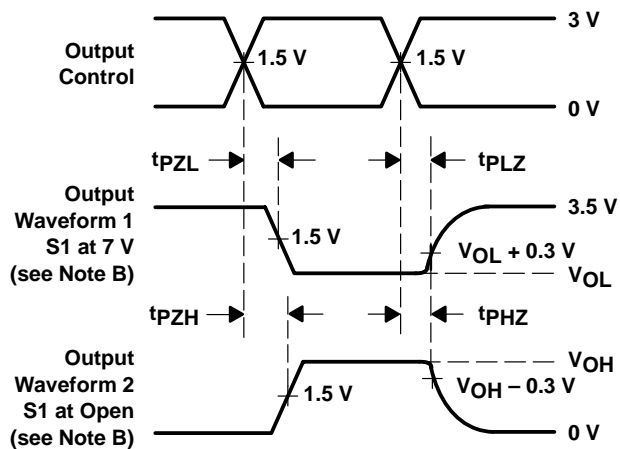 Output
Control
1.5 V
1.5 V
3 V
0 V
tPZL
tPLZ
Output
Waveform 1
S1 at 7 V
(see Note B)
1.5 V
3.5 V
VOL + 0.3 V
VOL
tPZH
tPHZ
Output
Waveform 2
S1 at Open
(see Note B)
1.5 V
VOH
VOH – 0.3 V
0 V